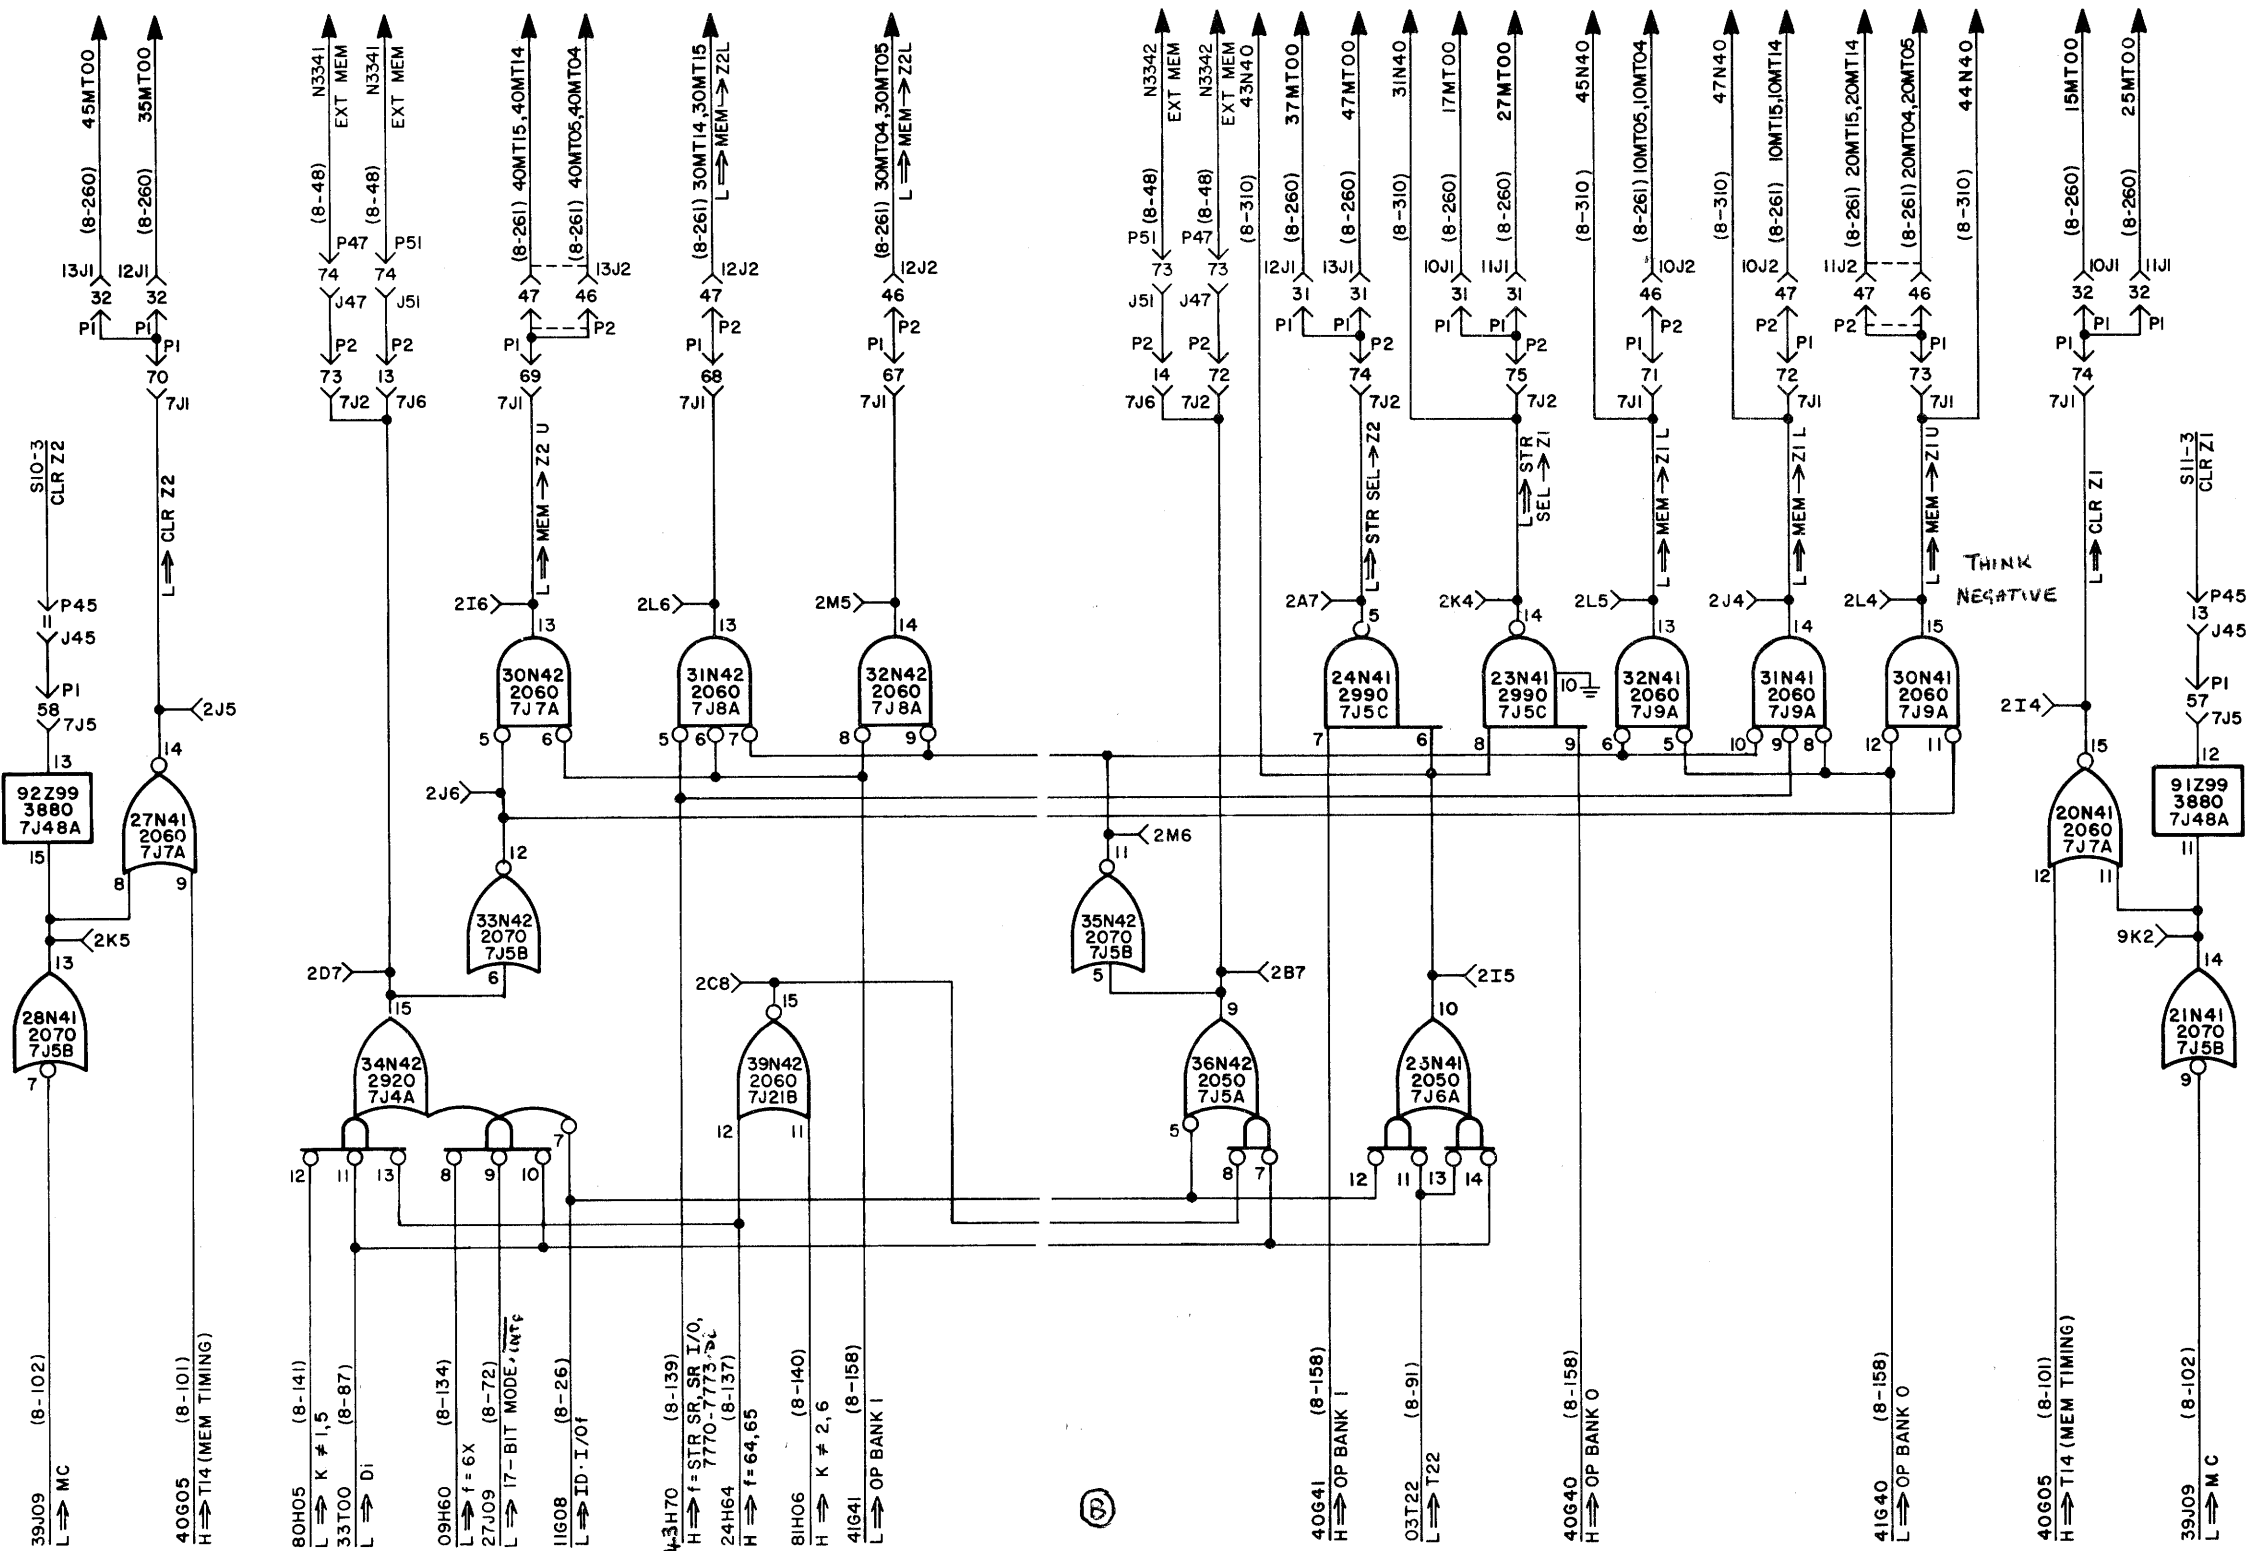 45MT00
35MT00
N3341
EXT MEM
N3341
EXT MEM
40MT15,40MT14
40MT05,40MT04
30MT14,30MT15
L⇒MEM→Z2L
30MT04,30MT05
L⇒MEM→Z2L
N3342
EXT MEM
N3342
EXT MEM
43N40
37MT00
47MT00
31N40
17MT00
27MT00
45N40
10MT05,10MT04
47N40
10MT15,10MT14
20MT15,20MT14
20MT04,20MT05
44N40
15MT00
25MT00
(8-260)
(8-260)
(8-48)
(8-48)
(8-261)
(8-261)
(8-261)
(8-261)
(8-48)
(8-48)
(8-310)
(8-260)
(8-260)
(8-310)
(8-260)
(8-260)
(8-310)
(8-261)
(8-310)
(8-261)
(8-261)
(8-261)
(8-310)
(8-260)
(8-260)
P47 P51 P51 P47
13J1 12J1 74 74 13J2 12J2 12J2 73 73 12J1 13J1 10J1 11J1 10J2 10J2 11J2 10J1 11J1
32 32 J47 J51 47 46 47 46 J51 J47 31 31 31 31 46 47 47 46 32 32
P1 P1 P2 P2 P2 P1 P1 P1 P1 P2 P2 P2 P1 P1
P1 P2 P2 P1 P1 P1 P2 P2 P2 P2 P1 P1 P1 P1
70 73 13 69 68 67 14 72 74 75 71 72 73 74
7J1 7J2 7J6 7J1 7J1 7J1 7J6 7J2 7J2 7J2 7J1 7J1 7J1 7J1
S10-3
CLR Z2
L⇒CLR Z2
L⇒MEM→Z2 U
L⇒STR SEL→Z2
L⇒STR
SEL→Z1
L⇒MEM→Z1 L
L⇒MEM→Z1 L
L⇒MEM→Z1 U
THINK
NEGATIVE
L⇒CLR Z1
S11-3
CLR Z1
P45
11
J45
P1
58
7J5
2I6 2L6 2M5 2A7 2K4 2L5 2J4 2L4
P45
13
J45
P1
57
7J5
13 13 14 5 14 13 14 15
30N42
2060
7J7A
31N42
2060
7J8A
32N42
2060
7J8A
24N41
2990
7J5C
23N41
2990
7J5C
10
32N41
2060
7J9A
31N41
2060
7J9A
30N41
2060
7J9A
2J5
2I4
5 6 5 6 7 8 9 7 6 8 9 6 5 10 9 8 12 11
13 14 15 12
92Z99
3880
7J48A
15
27N41
2060
7J7A
8 9
2J6
12
2M6
11
20N41
2060
7J7A
12 11
91Z99
3880
7J48A
11
33N42
2070
7J5B
6
35N42
2070
7J5B
5
2K5
13
2D7
15
2C8
15
2B7
9
2I5
10
9K2
14
28N41
2070
7J5B
7
34N42
2920
7J4A
39N42
2060
7J21B
36N42
2050
7J5A
23N41
2050
7J6A
21N41
2070
7J5B
9
12 11 13 8 9 10 7 12 11 5 8 7 12 11 13 14
39J09 (8-102)
L⇒MC
40G05 (8-101)
H⇒T14 (MEM TIMING)
80H05 (8-141)
L⇒K ≠ 1,5
33T00 (8-87)
L⇒Di
09H60 (8-134)
L⇒f=6X
27J09 (8-72)
L⇒17-BIT MODE
11G08 (8-26)
L⇒ID·I/Of
43H70 (8-139)
H⇒f=STR SR,SR I/O,
7770-7773·Di
24H64 (8-137)
H⇒f=64,65
81H06 (8-140)
H⇒K ≠ 2,6
41G41 (8-158)
L⇒OP BANK 1
B
40G41 (8-158)
H⇒OP BANK 1
03T22 (8-91)
L⇒T22
40G40 (8-158)
H⇒OP BANK 0
41G40 (8-158)
L⇒OP BANK 0
40G05 (8-101)
H⇒T14 (MEM TIMING)
39J09 (8-102)
L⇒MC